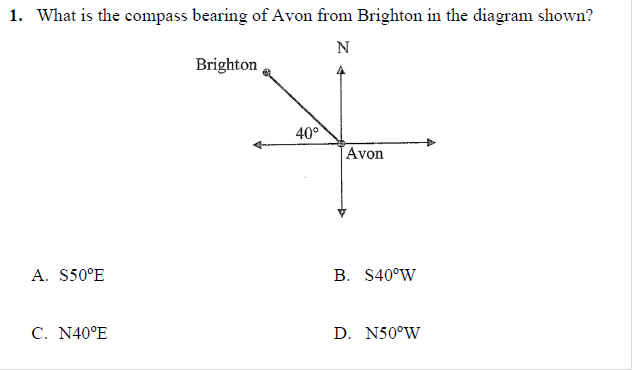 1. What is the compass bearing of Avon from Brighton in the diagram shown?
N
Brighton
40°
Avon
A. S50°E
B. S40°W
C. N40°E
D. N50°W